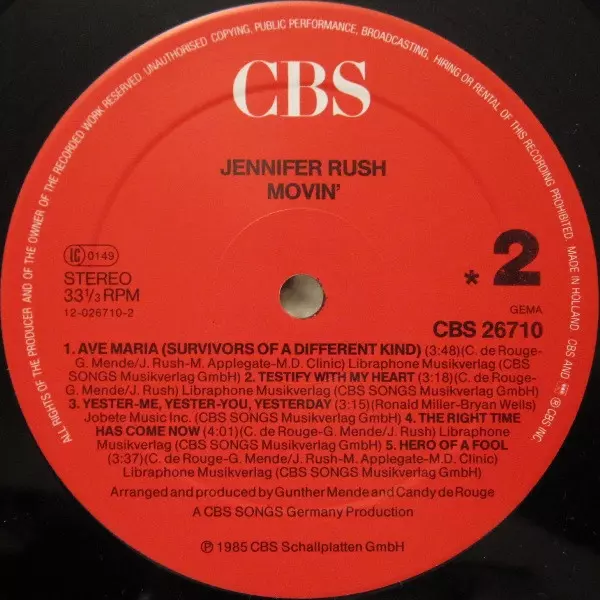 ALL RIGHTS OF THE PRODUCER AND OF THE OWNER OF THE RECORDED WORK RESERVED. UNAUTHORISED COPYING, PUBLIC PERFORMANCE, BROADCASTING, HIRING OR RENTAL OF THIS RECORDING PROHIBITED. MADE IN HOLLAND. CBS AND ® CBS INC.
CBS
JENNIFER RUSH
MOVIN'
LC 0149
STEREO
33⅓ RPM
12-026710-2
* 2
GEMA
CBS 26710
1. AVE MARIA (SURVIVORS OF A DIFFERENT KIND) (3:48)(C. de Rouge-
G. Mende/J. Rush-M. Applegate-M.D. Clinic) Libraphone Musikverlag (CBS
SONGS Musikverlag GmbH) 2. TESTIFY WITH MY HEART (3:18)(C. de Rouge-
G. Mende/J. Rush) Libraphone Musikverlag (CBS SONGS Musikverlag GmbH)
3. YESTER-ME, YESTER-YOU, YESTERDAY (3:15)(Ronald Miller-Bryan Wells)
Jobete Music Inc. (CBS SONGS Musikverlag GmbH) 4. THE RIGHT TIME
HAS COME NOW (4:01)(C. de Rouge-G. Mende/J. Rush) Libraphone
Musikverlag (CBS SONGS Musikverlag GmbH) 5. HERO OF A FOOL
(3:37)(C. de Rouge-G. Mende/J. Rush-M. Applegate-M.D. Clinic)
Libraphone Musikverlag (CBS SONGS Musikverlag GmbH)
Arranged and produced by Gunther Mende and Candy de Rouge
A CBS SONGS Germany Production
℗ 1985 CBS Schallplatten GmbH